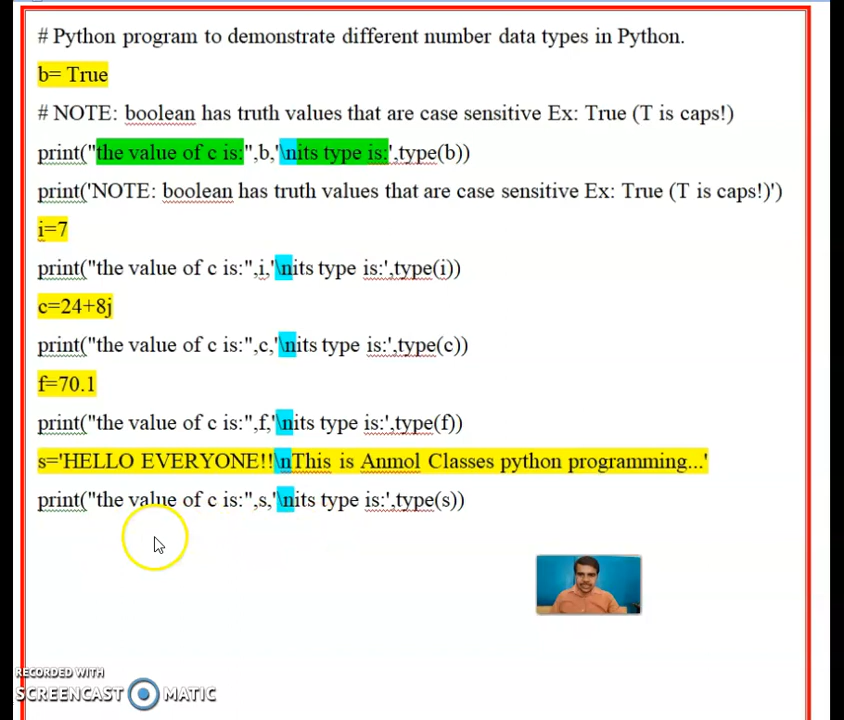 # Python program to demonstrate different number data types in Python.
b= True
# NOTE: boolean has truth values that are case sensitive Ex: True (T is caps!)
print("the value of c is:",b,'\nits type is:',type(b))
print('NOTE: boolean has truth values that are case sensitive Ex: True (T is caps!)')
i=7
print("the value of c is:",i,'\nits type is:',type(i))
c=24+8j
print("the value of c is:",c,'\nits type is:',type(c))
f=70.1
print("the value of c is:",f,'\nits type is:',type(f))
s='HELLO EVERYONE!!\nThis is Anmol Classes python programming...'
print("the value of c is:",s,'\nits type is:',type(s))
RECORDED WITH
SCREENCAST MATIC